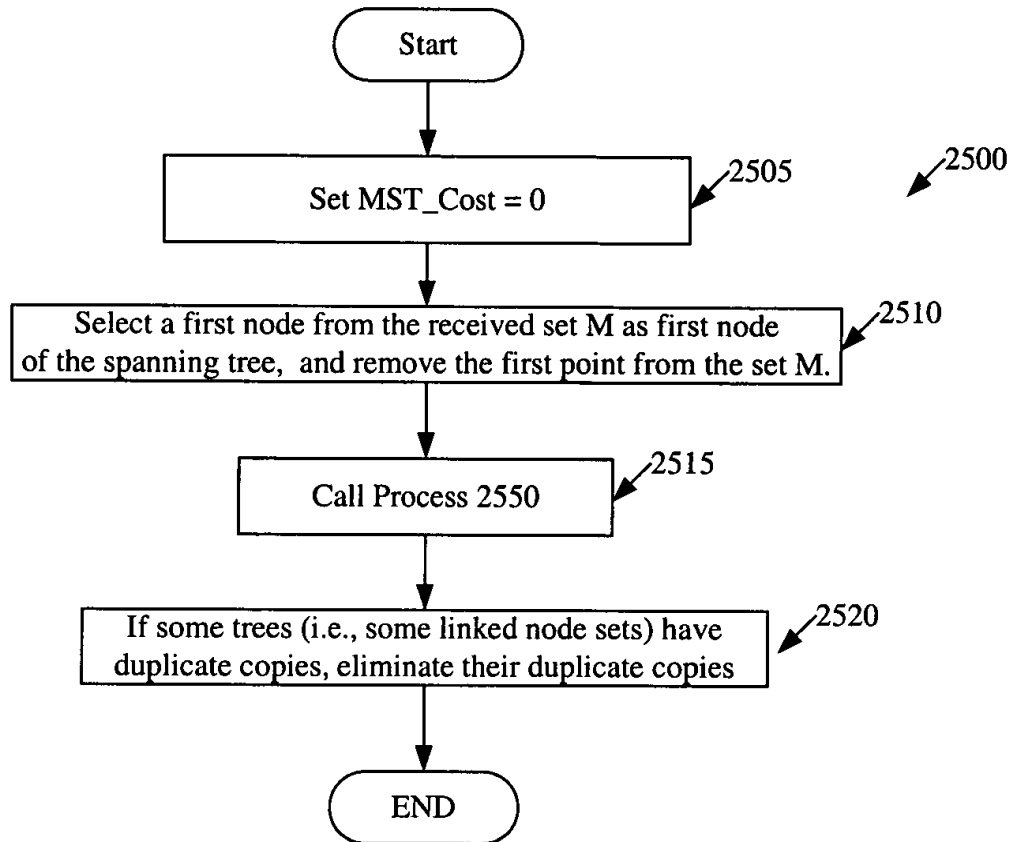 Start
Set MST_Cost = 0
2505
2500
Select a first node from the received set M as first node
of the spanning tree, and remove the first point from the set M.
2510
Call Process 2550
2515
If some trees (i.e., some linked node sets) have
duplicate copies, eliminate their duplicate copies
2520
END